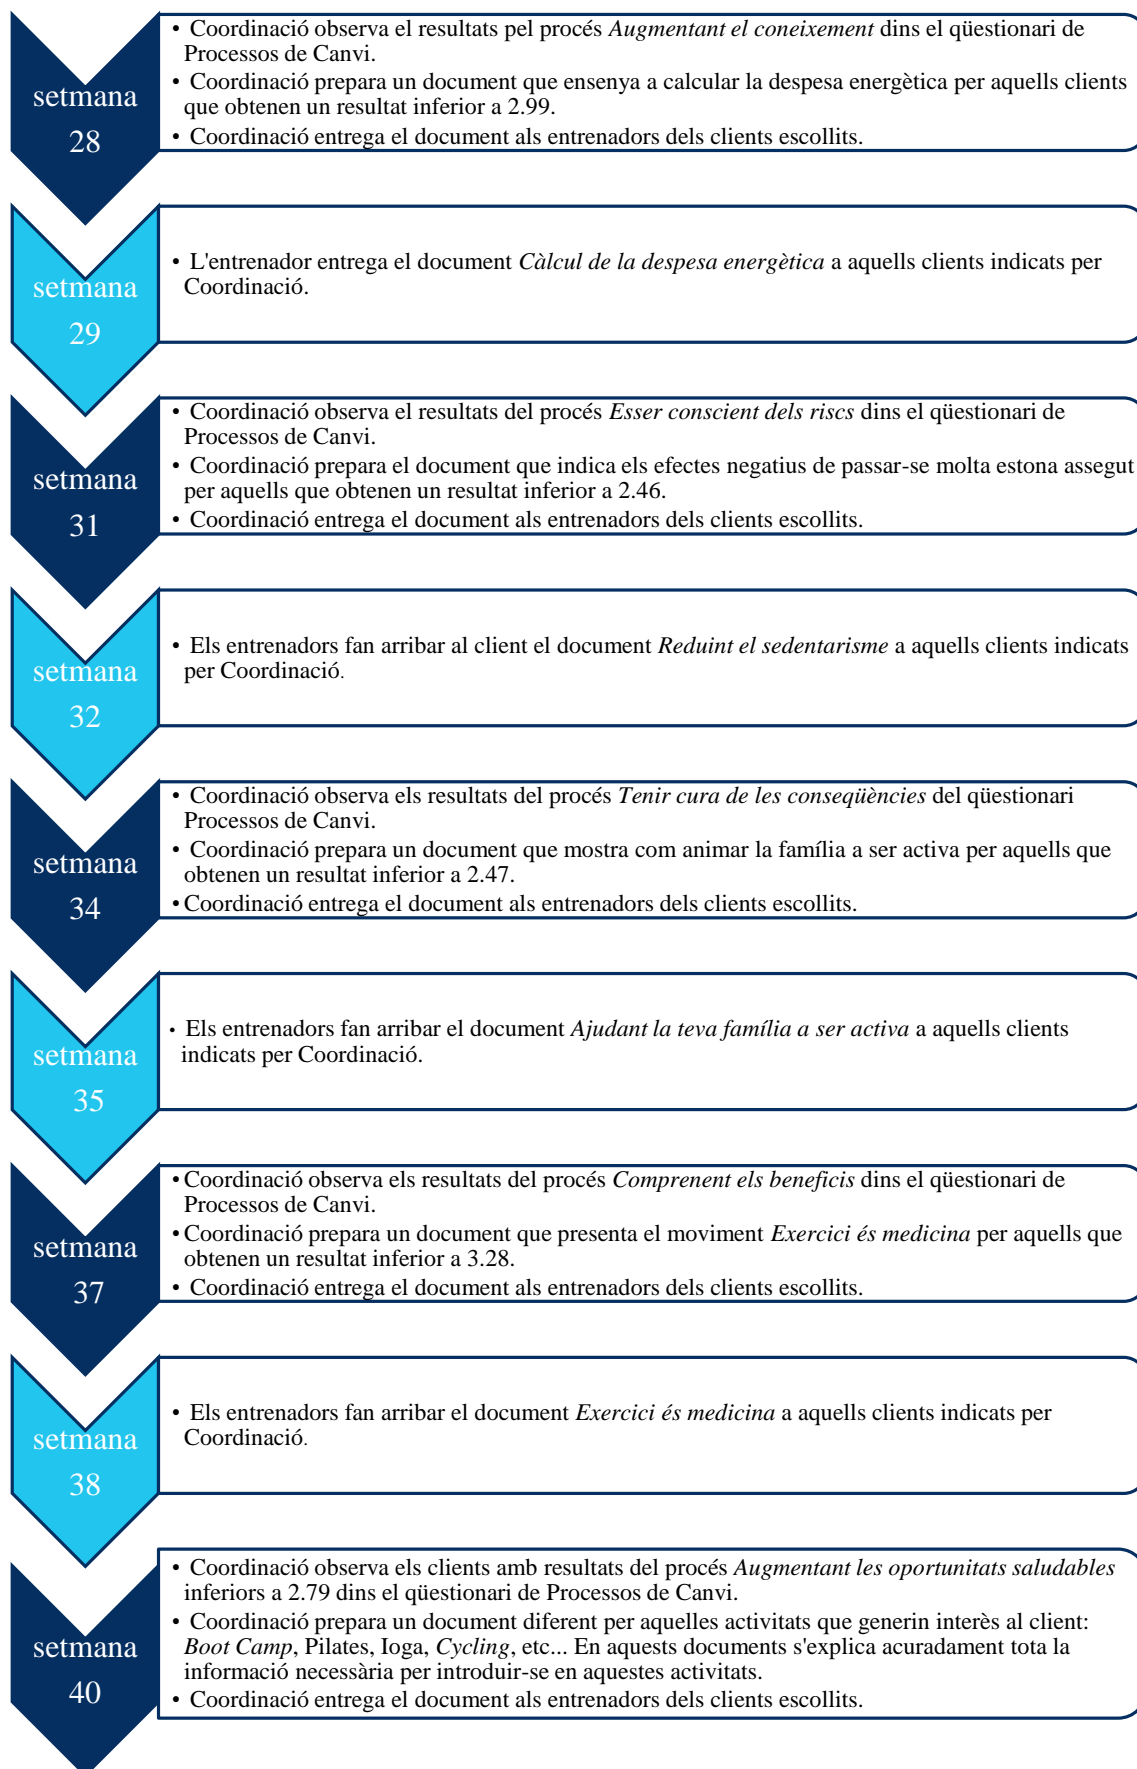 setmana
28
• Coordinació observa el resultats pel procés Augmentant el coneixement dins el qüestionari de
Processos de Canvi.
• Coordinació prepara un document que ensenya a calcular la despesa energètica per aquells clients
que obtenen un resultat inferior a 2.99.
• Coordinació entrega el document als entrenadors dels clients escollits.
setmana
29
• L'entrenador entrega el document Càlcul de la despesa energètica a aquells clients indicats per
Coordinació.
setmana
31
• Coordinació observa el resultats del procés Esser conscient dels riscs dins el qüestionari de
Processos de Canvi.
• Coordinació prepara el document que indica els efectes negatius de passar-se molta estona assegut
per aquells que obtenen un resultat inferior a 2.46.
• Coordinació entrega el document als entrenadors dels clients escollits.
setmana
32
• Els entrenadors fan arribar al client el document Reduint el sedentarisme a aquells clients indicats
per Coordinació.
setmana
34
• Coordinació observa els resultats del procés Tenir cura de les conseqüències del qüestionari
Processos de Canvi.
• Coordinació prepara un document que mostra com animar la família a ser activa per aquells que
obtenen un resultat inferior a 2.47.
• Coordinació entrega el document als entrenadors dels clients escollits.
setmana
35
• Els entrenadors fan arribar el document Ajudant la teva família a ser activa a aquells clients
indicats per Coordinació.
setmana
37
• Coordinació observa els resultats del procés Comprenent els beneficis dins el qüestionari de
Processos de Canvi.
• Coordinació prepara un document que presenta el moviment Exercici és medicina per aquells que
obtenen un resultat inferior a 3.28.
• Coordinació entrega el document als entrenadors dels clients escollits.
setmana
38
• Els entrenadors fan arribar el document Exercici és medicina a aquells clients indicats per
Coordinació.
setmana
40
• Coordinació observa els clients amb resultats del procés Augmentant les oportunitats saludables
inferiors a 2.79 dins el qüestionari de Processos de Canvi.
• Coordinació prepara un document diferent per aquelles activitats que generin interès al client:
Boot Camp, Pilates, Ioga, Cycling, etc... En aquests documents s'explica acuradament tota la
informació necessària per introduir-se en aquestes activitats.
• Coordinació entrega el document als entrenadors dels clients escollits.